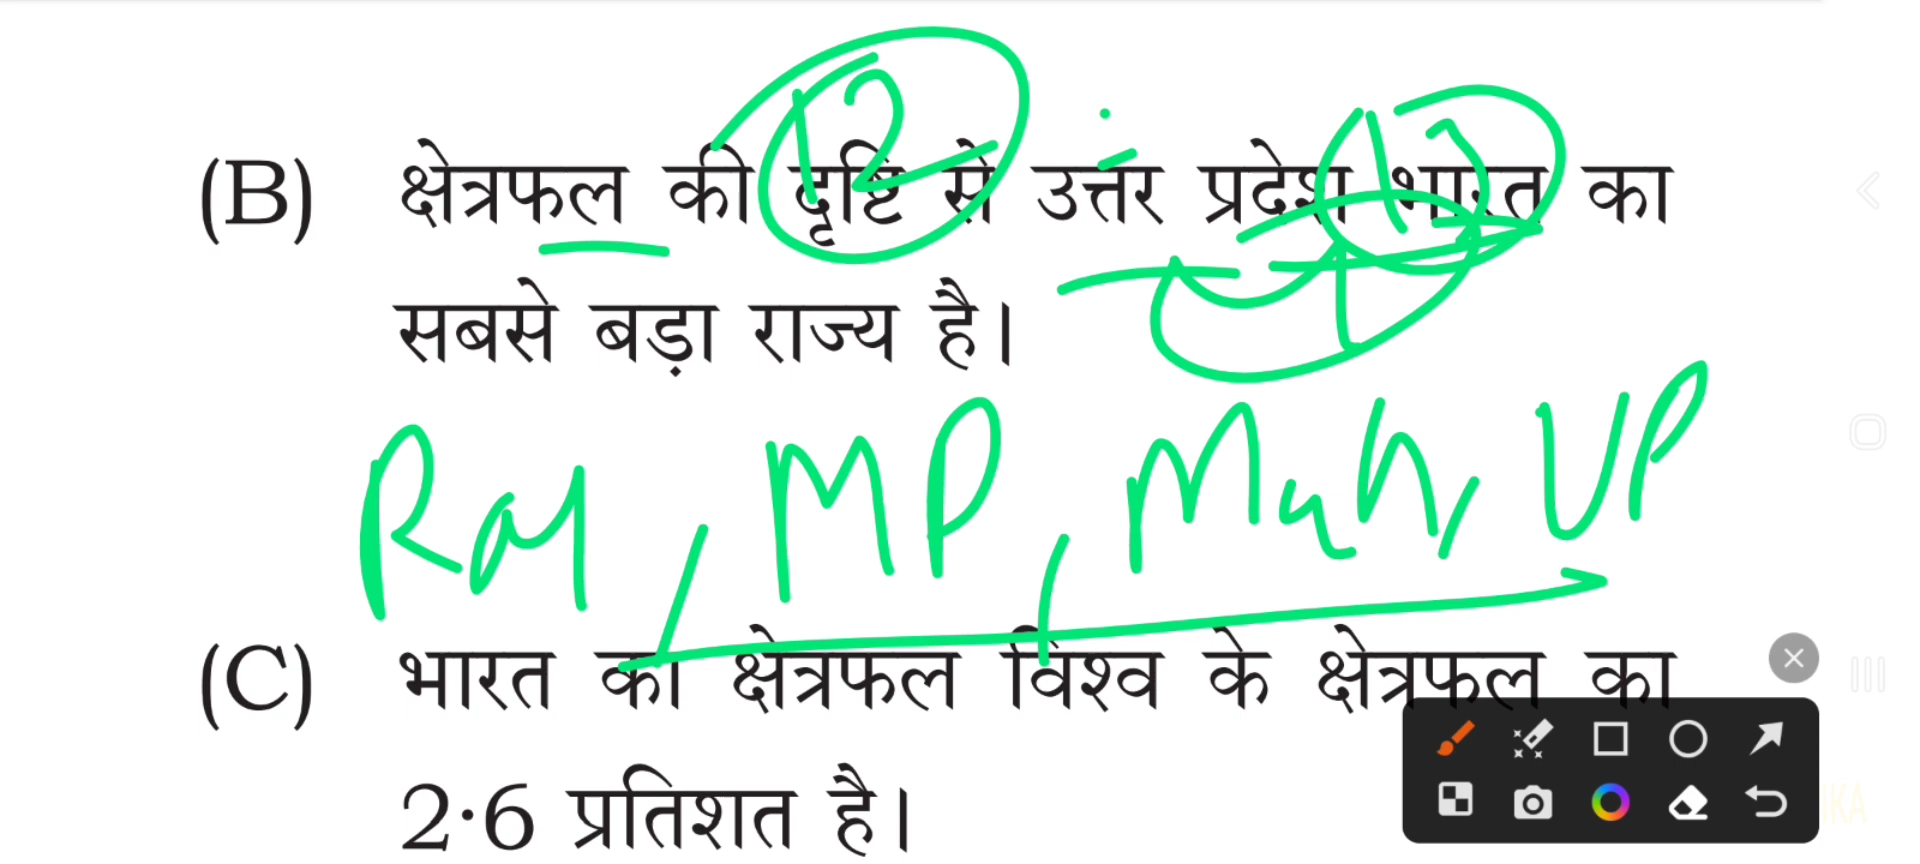 (B) क्षेत्रफल की दृष्टि से उत्तर प्रदेश भारत का
सबसे बड़ा राज्य है।
12
Raj, MP, Mah, UP
(C) भारत का क्षेत्रफल विश्व के क्षेत्रफल का
2·6 प्रतिशत है।